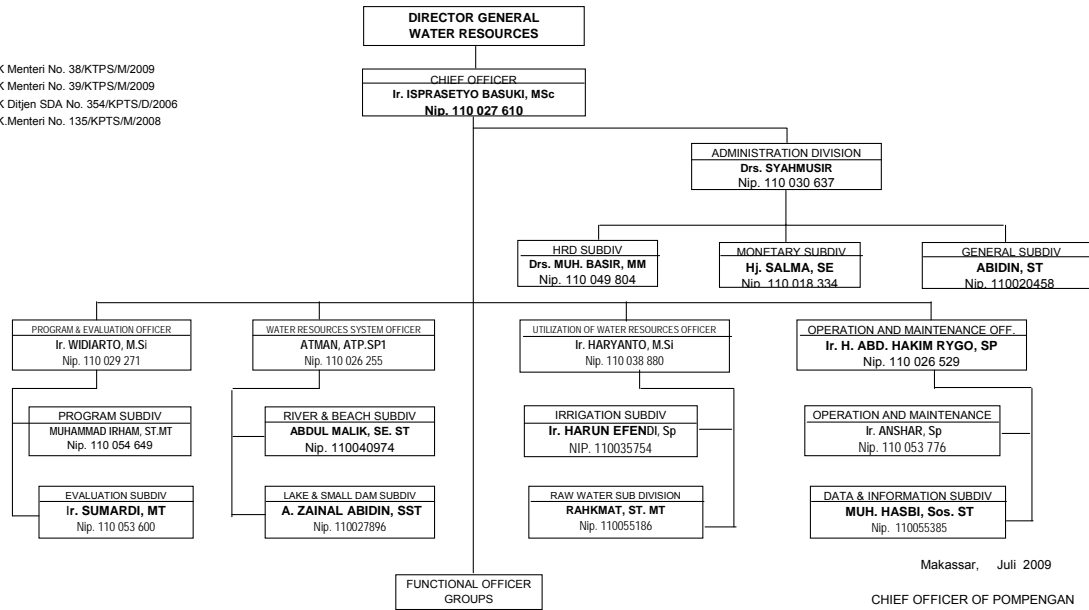 DIRECTOR GENERAL
WATER RESOURCES
K Menteri No. 38/KTPS/M/2009
K Menteri No. 39/KTPS/M/2009
K Ditjen SDA No. 354/KPTS/D/2006
K.Menteri No. 135/KPTS/M/2008
CHIEF OFFICER
Ir. ISPRASETYO BASUKI, MSc
Nip. 110 027 610
ADMINISTRATION DIVISION
Drs. SYAHMUSIR
Nip. 110 030 637
HRD SUBDIV
Drs. MUH. BASIR, MM
Nip. 110 049 804
MONETARY SUBDIV
Hj. SALMA, SE
Nip. 110 018 334
GENERAL SUBDIV
ABIDIN, ST
Nip. 110020458
PROGRAM & EVALUATION OFFICER
Ir. WIDIARTO, M.Si
Nip. 110 029 271
WATER RESOURCES SYSTEM OFFICER
ATMAN, ATP.SP1
Nip. 110 026 255
UTILIZATION OF WATER RESOURCES OFFICER
Ir. HARYANTO, M.Si
Nip. 110 038 880
OPERATION AND MAINTENANCE OFF.
Ir. H. ABD. HAKIM RYGO, SP
Nip. 110 026 529
PROGRAM SUBDIV
MUHAMMAD IRHAM, ST.MT
Nip. 110 054 649
RIVER & BEACH SUBDIV
ABDUL MALIK, SE. ST
Nip. 110040974
IRRIGATION SUBDIV
Ir. HARUN EFENDI, Sp
NIP. 110035754
OPERATION AND MAINTENANCE
Ir. ANSHAR, Sp
Nip. 110 053 776
EVALUATION SUBDIV
Ir. SUMARDI, MT
Nip. 110 053 600
LAKE & SMALL DAM SUBDIV
A. ZAINAL ABIDIN, SST
Nip. 110027896
RAW WATER SUB DIVISION
RAHKMAT, ST. MT
Nip. 110055186
DATA & INFORMATION SUBDIV
MUH. HASBI, Sos. ST
Nip. 110055385
Makassar, Juli 2009
FUNCTIONAL OFFICER
GROUPS
CHIEF OFFICER OF POMPENGAN